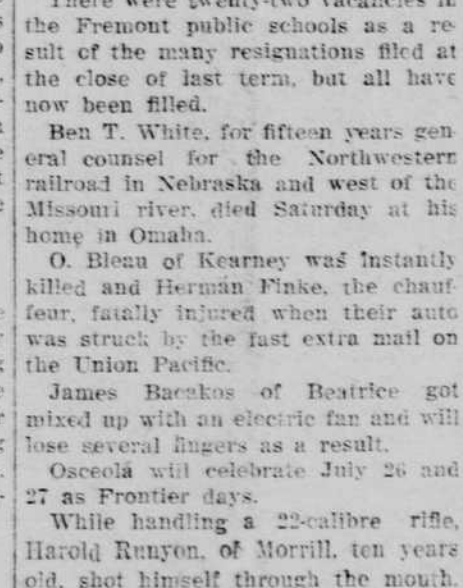 There were twenty-two vacancies in
the Fremont public schools as a re
sult of the many resignations filed at
the close of last term, but all have
now been filled.
Ben T. White, for fifteen years gen
eral counsel for the Northwestern
railroad in Nebraska and west of the
Missouri river, died Saturday at his
home in Omaha.
O. Bleau of Kearney was instantly
killed and Herman Finke, the chauf
feur, fatally injured when their auto
was struck by the fast extra mail on
the Union Pacific.
James Bacakos of Beatrice got
mixed up with an electric fan and will
lose several fingers as a result.
Osceola will celebrate July 26 and
27 as Frontier days.
While handling a 22-calibre rifle,
Harold Runyon, of Morrill, ten years
old, shot himself through the mouth